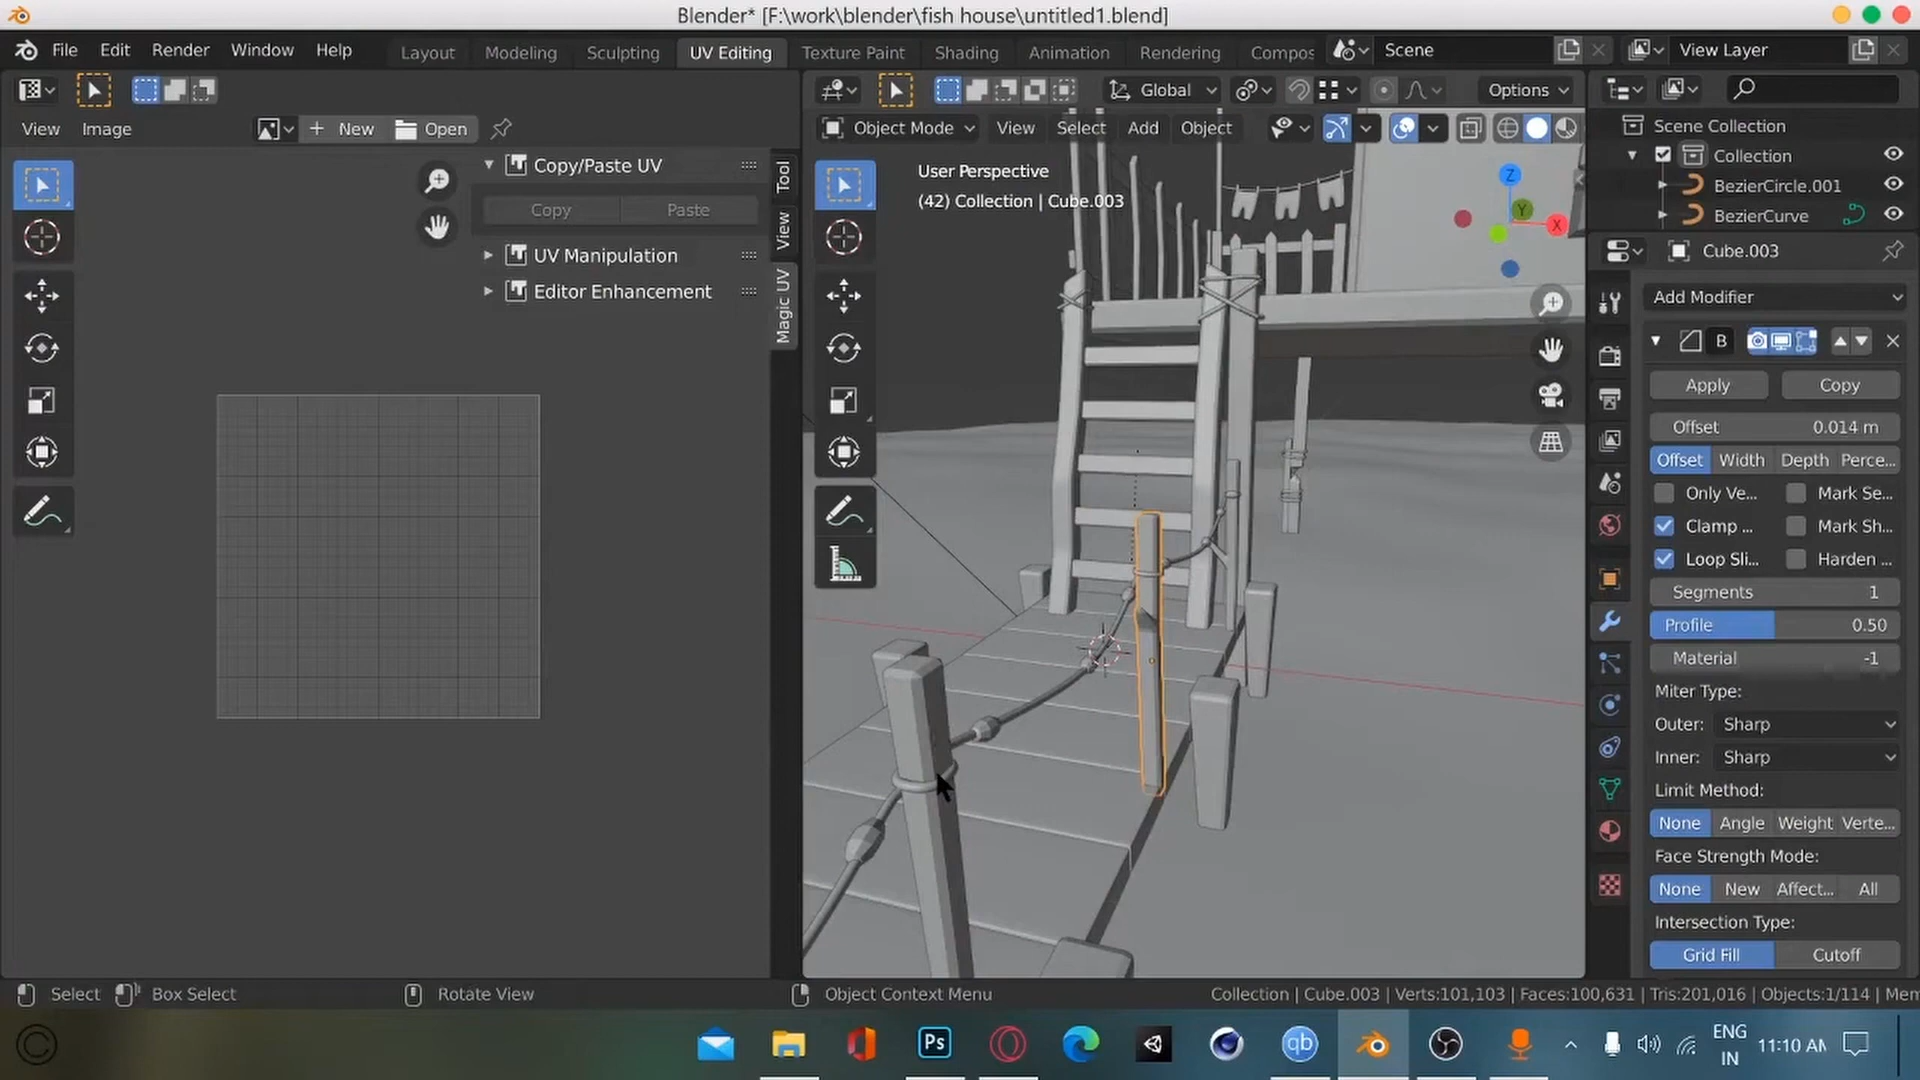 Blender* [F:\work\blender\fish house\untitled1.blend]
File Edit Render Window Help Layout Modeling Sculpting UV Editing Texture Paint Shading Animation Rendering Compos Scene View Layer
Global Options
View Image New Open Object Mode View Select Add Object
Scene Collection
Collection
BezierCircle.001
BezierCurve
Copy/Paste UV
Copy Paste
UV Manipulation
Editor Enhancement
Tool
View
Magic UV
User Perspective
(42) Collection | Cube.003
Z
Y
X
Cube.003
Add Modifier
B
Apply Copy
Offset 0.014 m
Offset Width Depth Perce...
Only Ve... Mark Se...
Clamp ... Mark Sh...
Loop Sli... Harden ...
Segments 1
Profile 0.50
Material -1
Miter Type:
Outer: Sharp
Inner: Sharp
Limit Method:
None Angle Weight Verte...
Face Strength Mode:
None New Affect... All
Intersection Type:
Grid Fill Cutoff
Select Box Select Rotate View Object Context Menu Collection | Cube.003 | Verts:101,103 | Faces:100,631 | Tris:201,016 | Objects:1/114 | Mem
Ps
qb
ENG
IN
11:10 AM